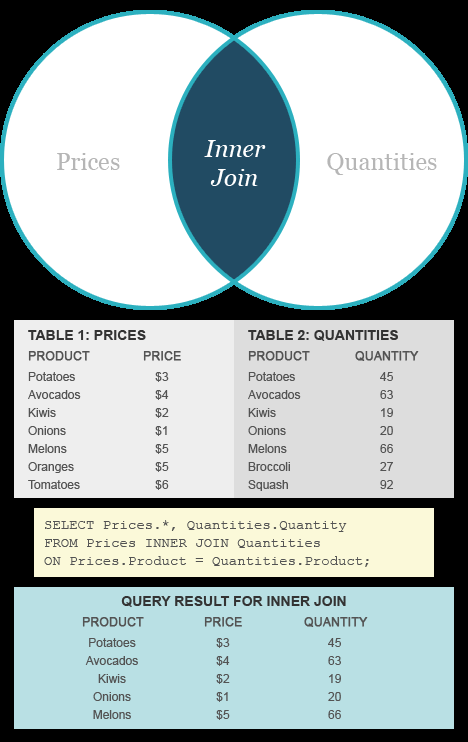 Prices
Inner
Join
Quantities
TABLE 1: PRICES
PRODUCT PRICE
Potatoes $3
Avocados $4
Kiwis $2
Onions $1
Melons $5
Oranges $5
Tomatoes $6
TABLE 2: QUANTITIES
PRODUCT QUANTITY
Potatoes 45
Avocados 63
Kiwis 19
Onions 20
Melons 66
Broccoli 27
Squash 92
SELECT Prices.*, Quantities.Quantity
FROM Prices INNER JOIN Quantities
ON Prices.Product = Quantities.Product;
QUERY RESULT FOR INNER JOIN
PRODUCT PRICE QUANTITY
Potatoes $3 45
Avocados $4 63
Kiwis $2 19
Onions $1 20
Melons $5 66